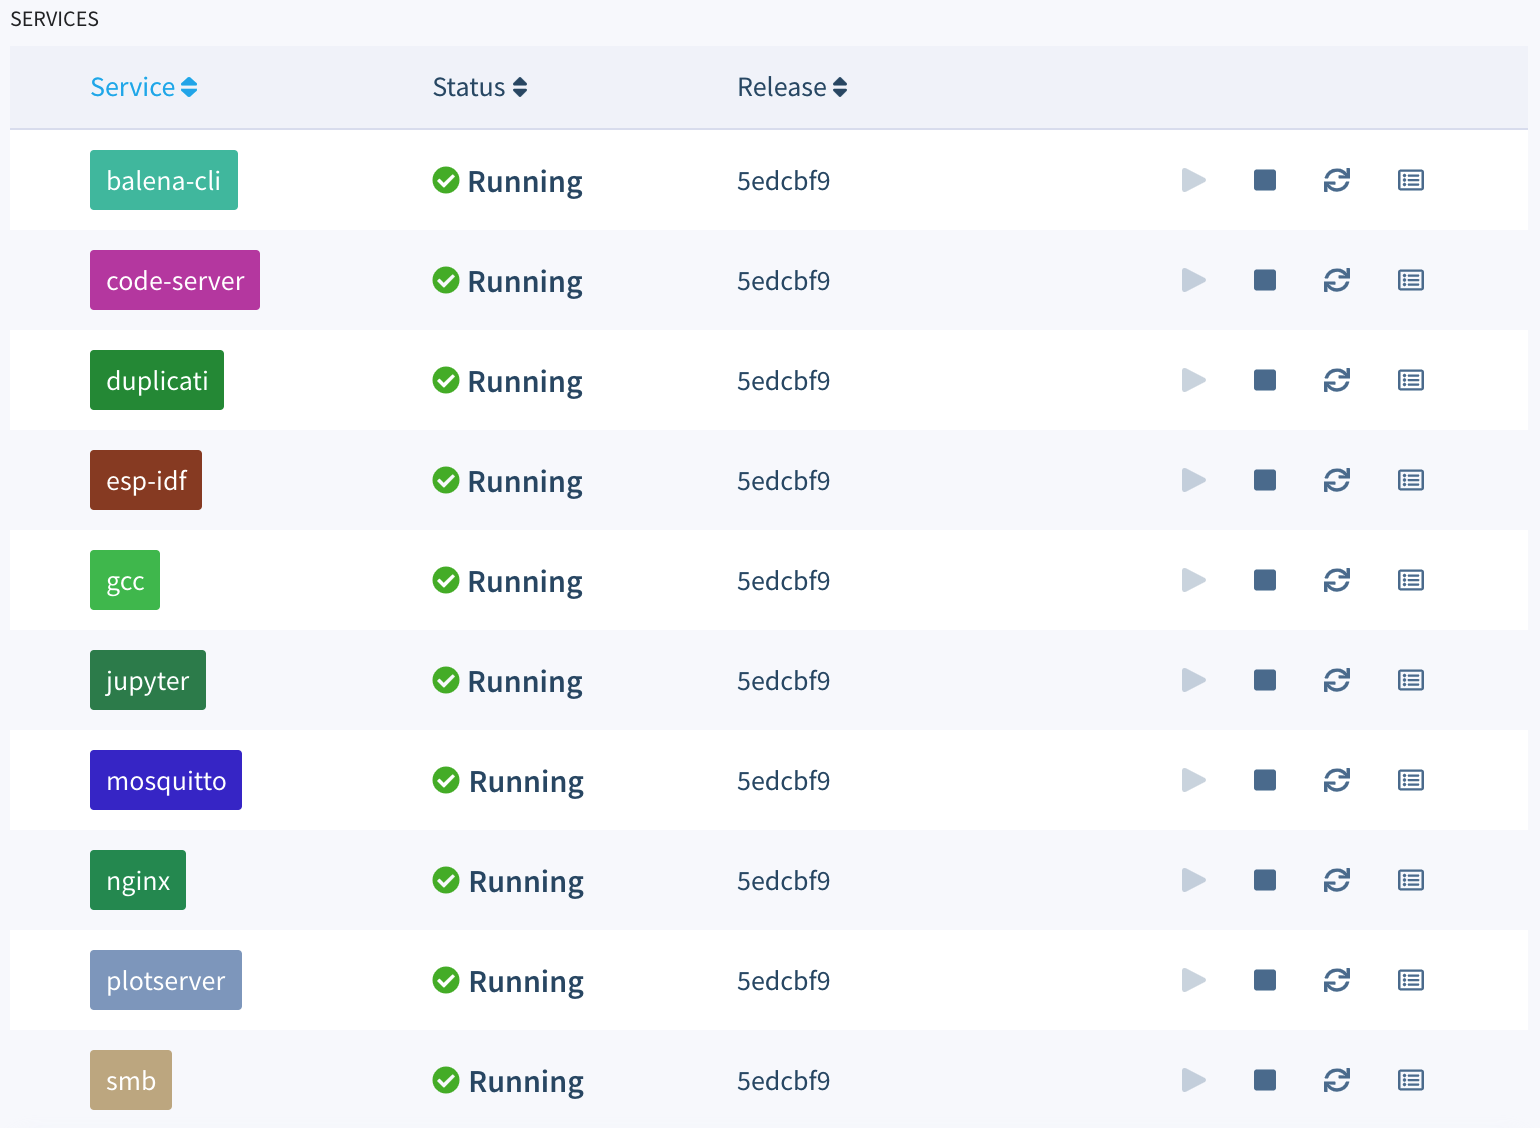 SERVICES
Service Status Release
balena-cli Running 5edcbf9
code-server Running 5edcbf9
duplicati Running 5edcbf9
esp-idf Running 5edcbf9
gcc Running 5edcbf9
jupyter Running 5edcbf9
mosquitto Running 5edcbf9
nginx Running 5edcbf9
plotserver Running 5edcbf9
smb Running 5edcbf9